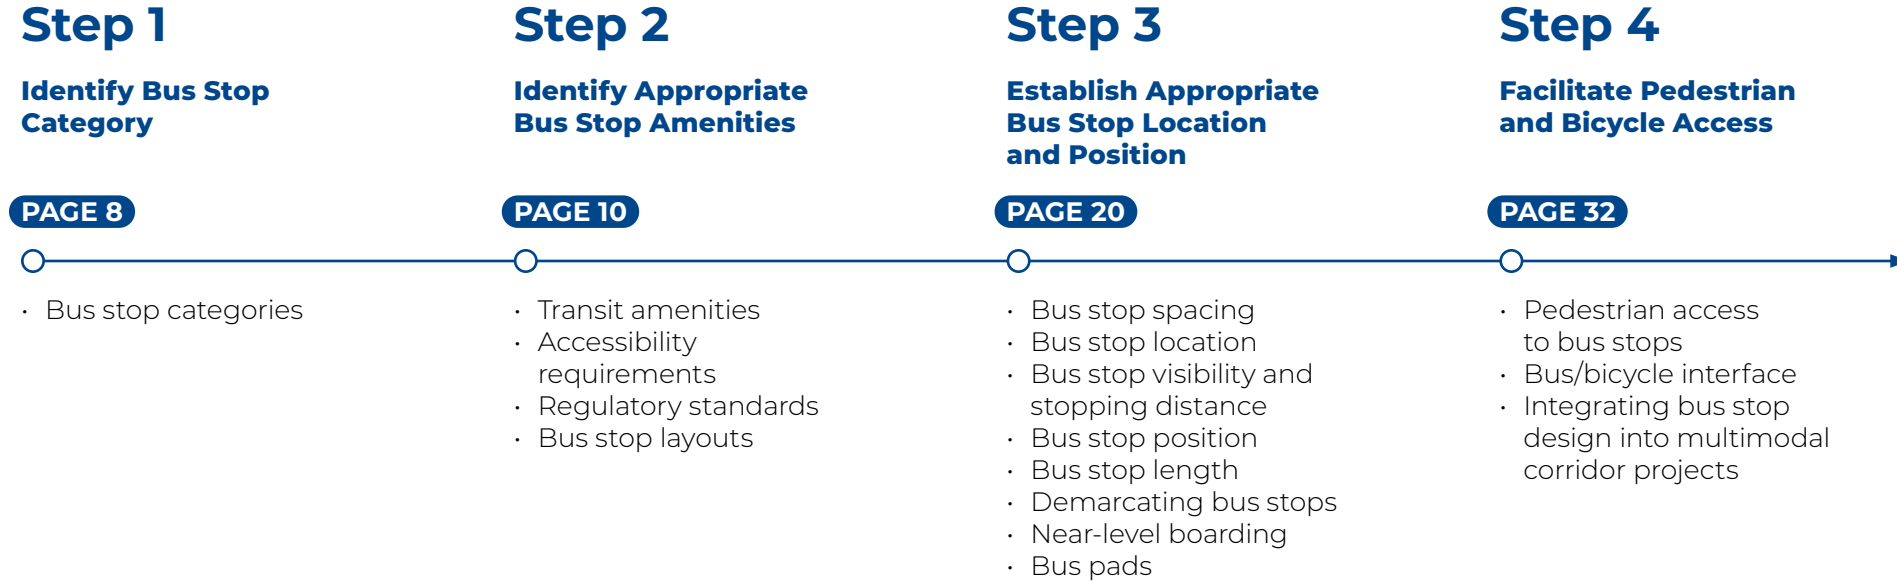 Step 1
Identify Bus Stop
Category
PAGE 8
· Bus stop categories
Step 2
Identify Appropriate
Bus Stop Amenities
PAGE 10
· Transit amenities
· Accessibility
requirements
· Regulatory standards
· Bus stop layouts
Step 3
Establish Appropriate
Bus Stop Location
and Position
PAGE 20
· Bus stop spacing
· Bus stop location
· Bus stop visibility and
stopping distance
· Bus stop position
· Bus stop length
· Demarcating bus stops
· Near-level boarding
· Bus pads
Step 4
Facilitate Pedestrian
and Bicycle Access
PAGE 32
· Pedestrian access
to bus stops
· Bus/bicycle interface
· Integrating bus stop
design into multimodal
corridor projects